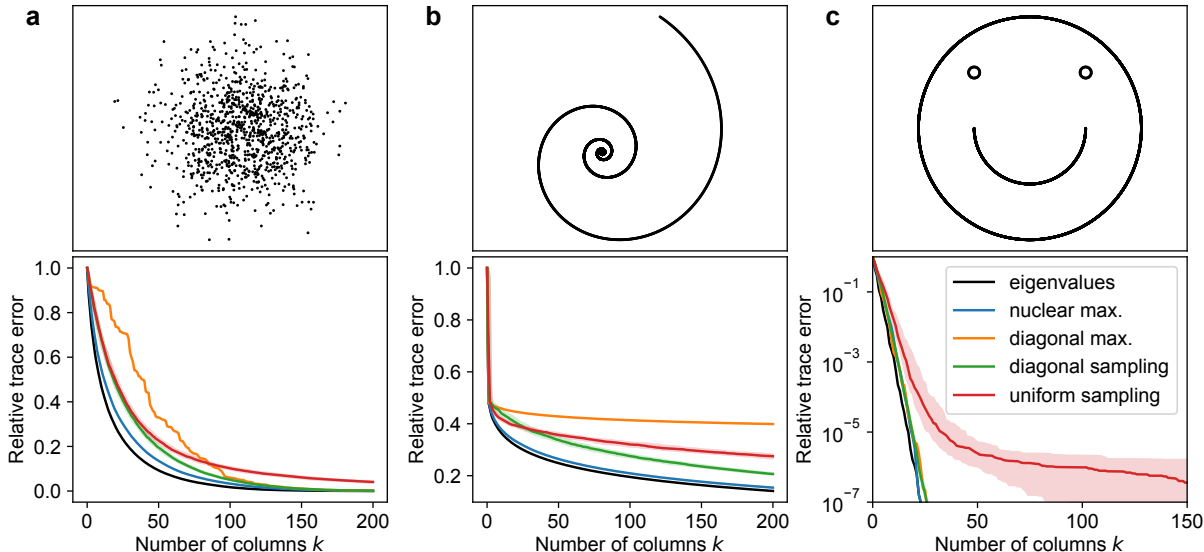 a
b
c
1.0
0.8
0.6
0.4
0.2
0.0
Relative trace error
0
50
100
150
200
Number of columns k
1.0
0.8
0.6
0.4
0.2
Relative trace error
0
50
100
150
200
Number of columns k
10⁻¹
10⁻³
10⁻⁵
10⁻⁷
Relative trace error
eigenvalues
nuclear max.
diagonal max.
diagonal sampling
uniform sampling
0
50
100
150
Number of columns k